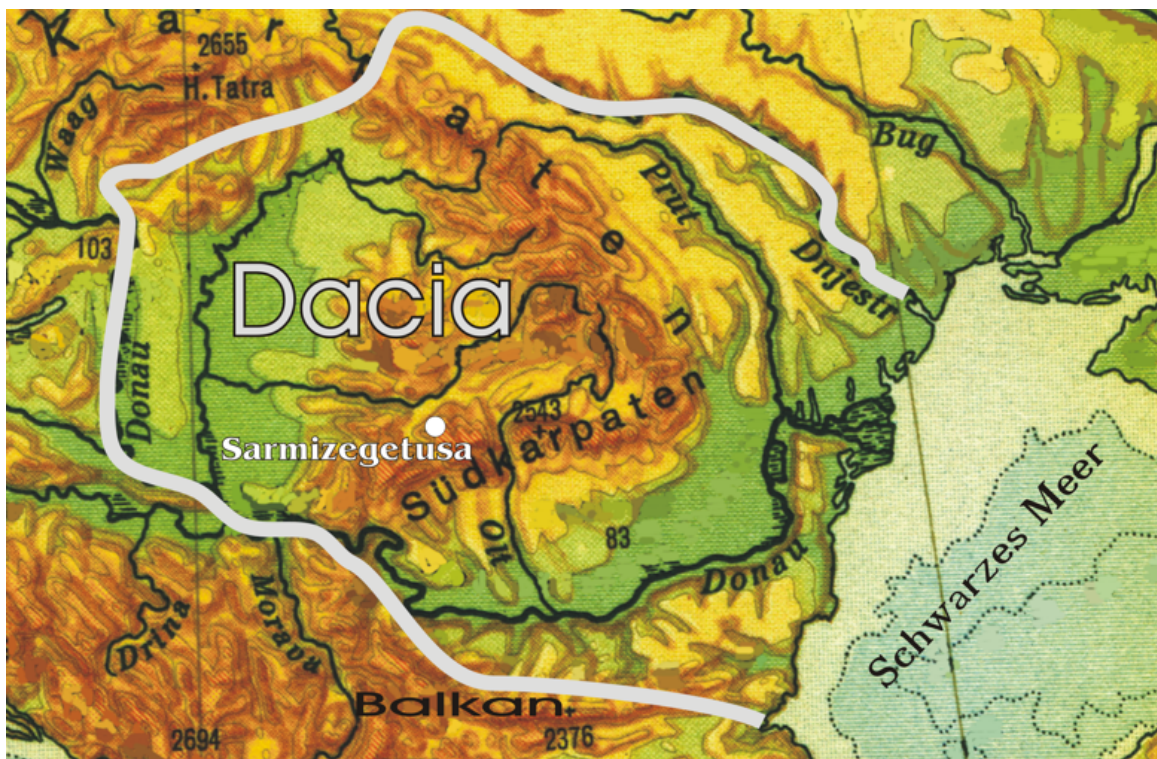 K a r
2655
H. Tatra
Waag
a
t
Bug
Prut
e
103
Dacia
Dnjestr
n
Donau
2543
Sarmizegetusa
Südkarpaten
Olt
83
Donau
Schwarzes Meer
Drina
Morava
Balkan
2694
2376